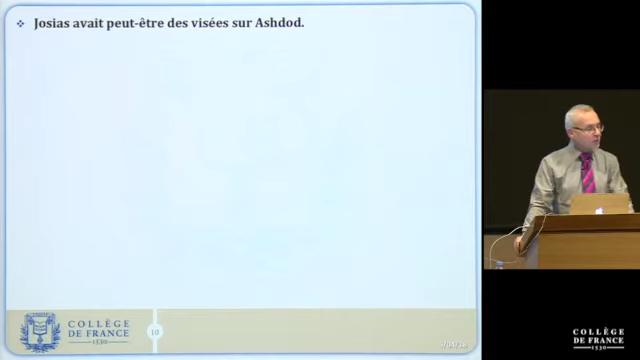 ❖ Josias avait peut-être des visées sur Ashdod.
COLLÈGE
DE FRANCE
1530
10
COLLÈGE
DE FRANCE
1530